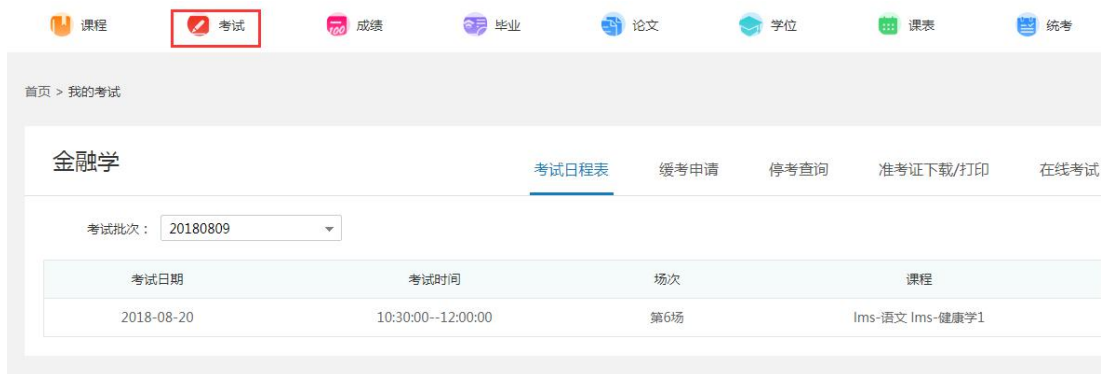 课程 考试 100 成绩 毕业 论文 学位 课表 统考
首页 > 我的考试
金融学 考试日程表 缓考申请 停考查询 准考证下载/打印 在线考试
考试批次： 20180809
考试日期 考试时间 场次 课程
2018-08-20 10:30:00--12:00:00 第6场 lms-语文 lms-健康学1